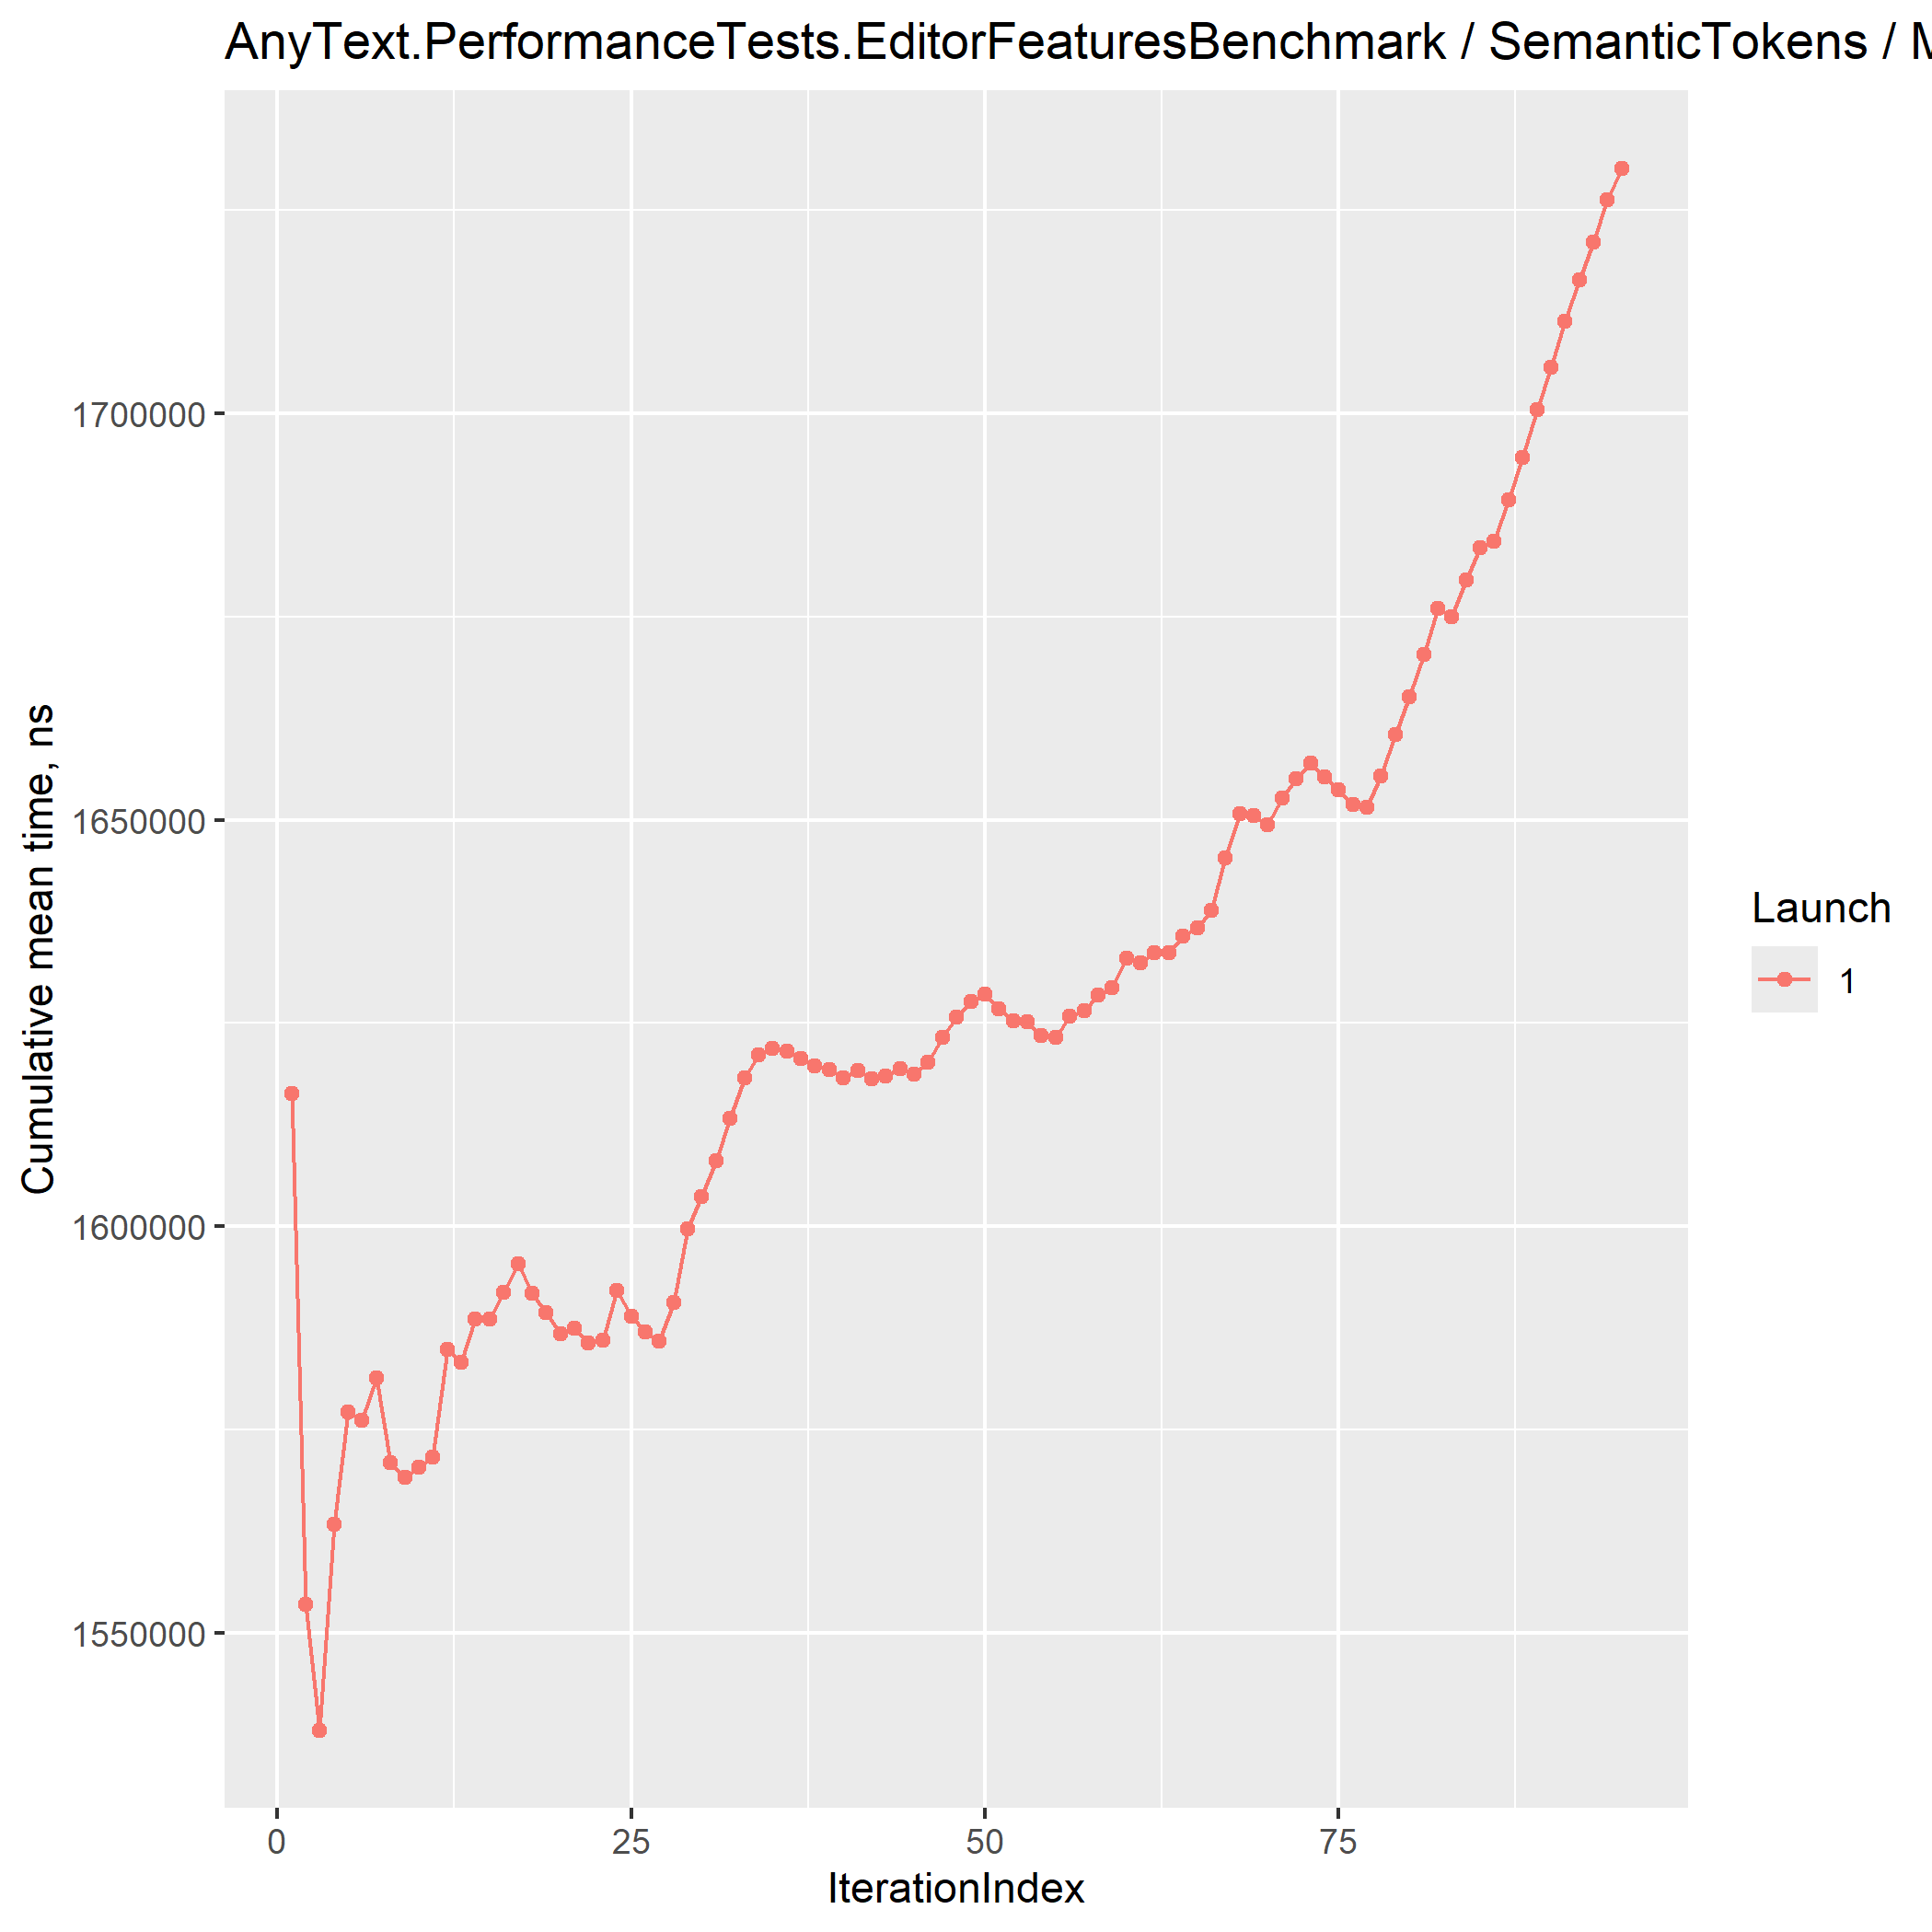 AnyText.PerformanceTests.EditorFeaturesBenchmark / SemanticTokens / M
Cumulative mean time, ns
1700000
1650000
1600000
1550000
0 25 50 75
IterationIndex
Launch
1